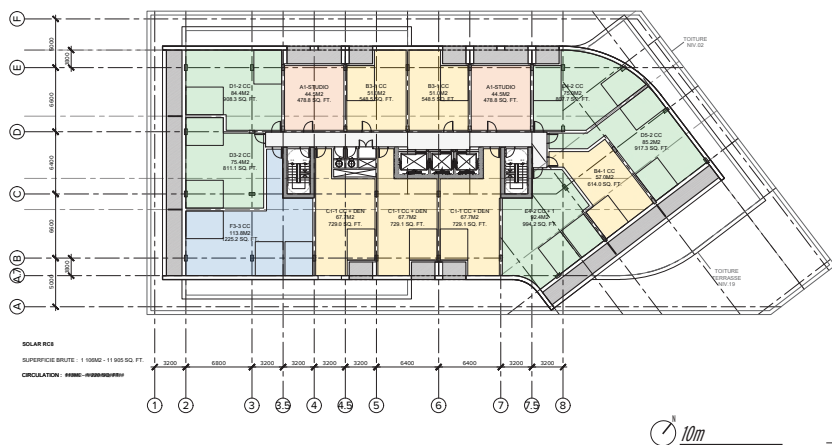 F
TOITURE
NIV.02
5000
1800
E
D1-2 CC
84.4M2
908.3 SQ. FT.
A1-STUDIO
44.5M2
478.8 SQ. FT.
B3-1 CC
548.5 SQ. FT.
B3-1 CC
548.5 SQ. FT.
A1-STUDIO
44.5M2
478.8 SQ. FT.
6600
D
D5-2 CC
85.2M2
917.3 SQ. FT.
D3-2 CC
75.4M2
811.1 SQ. FT.
6400
B4-1 CC
57.0M2
614.0 SQ. FT.
C
F3-3 CC
113.8M2
1225.2 SQ. FT.
C1-1 CC + DEN
67.7M2
729.0 SQ. FT.
C1-1 CC + DEN
67.7M2
729.1 SQ. FT.
C1-1 CC + DEN
67.7M2
729.1 SQ. FT.
994.2 SQ. FT.
6600
B
1800
A.7
5000
A
TOITURE
TERRASSE
NIV.19
SOLAR RC8
SUPERFICIE BRUTE : 1 106M2 - 11 905 SQ. FT.
CIRCULATION :
3200 6800 3200 3200 3200 3200 6400 6400 3200 3200
1 2 3 3.5 4 4.5 5 6 7 7.5 8
N
10m